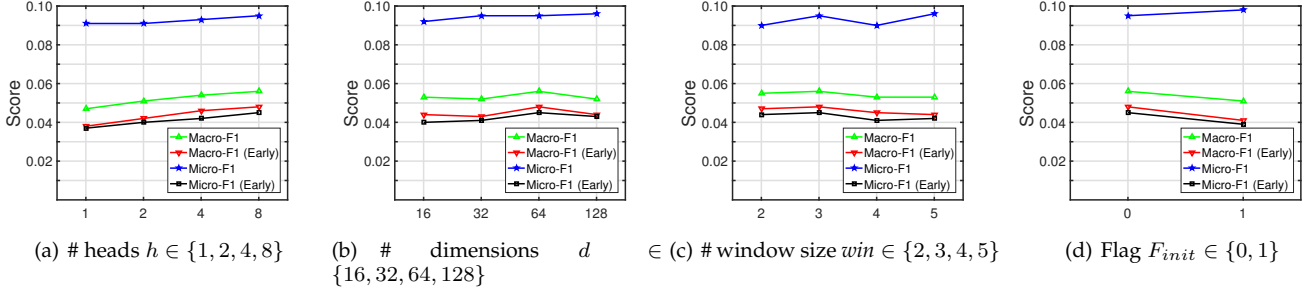 0.10
0.08
0.06
0.04
0.02
Score
1 2 4 8
Macro-F1
Macro-F1 (Early)
Micro-F1
Micro-F1 (Early)
(a) # heads h ∈ {1, 2, 4, 8}
0.10
0.08
0.06
0.04
0.02
Score
16 32 64 128
Macro-F1
Macro-F1 (Early)
Micro-F1
Micro-F1 (Early)
(b) # dimensions d ∈
{16, 32, 64, 128}
0.10
0.08
0.06
0.04
0.02
Score
2 3 4 5
Macro-F1
Macro-F1 (Early)
Micro-F1
Micro-F1 (Early)
(c) # window size win ∈ {2, 3, 4, 5}
0.10
0.08
0.06
0.04
0.02
Score
0 1
Macro-F1
Macro-F1 (Early)
Micro-F1
Micro-F1 (Early)
(d) Flag F_{init} ∈ {0, 1}